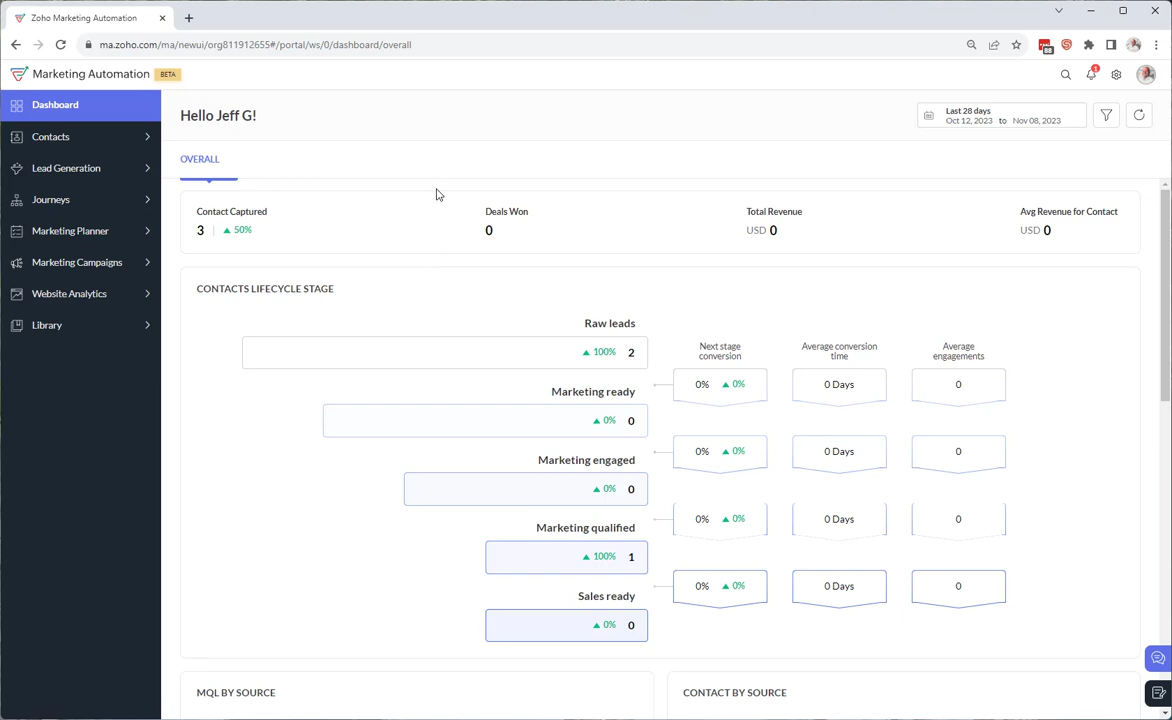 Zoho Marketing Automation
ma.zoho.com/ma/newui/org811912655#/portal/ws/0/dashboard/overall
88
Marketing Automation BETA
1
Dashboard
Contacts
Lead Generation
Journeys
Marketing Planner
Marketing Campaigns
Website Analytics
Library
Hello Jeff G!
Last 28 days
Oct 12, 2023 to Nov 08, 2023
OVERALL
Contact Captured
3 50%
Deals Won
0
Total Revenue
USD 0
Avg Revenue for Contact
USD 0
CONTACTS LIFECYCLE STAGE
Next stage
conversion
Average conversion
time
Average
engagements
Raw leads
100% 2
0% 0% 0 Days 0
Marketing ready
0% 0
0% 0% 0 Days 0
Marketing engaged
0% 0
0% 0% 0 Days 0
Marketing qualified
100% 1
0% 0% 0 Days 0
Sales ready
0% 0
MQL BY SOURCE
CONTACT BY SOURCE